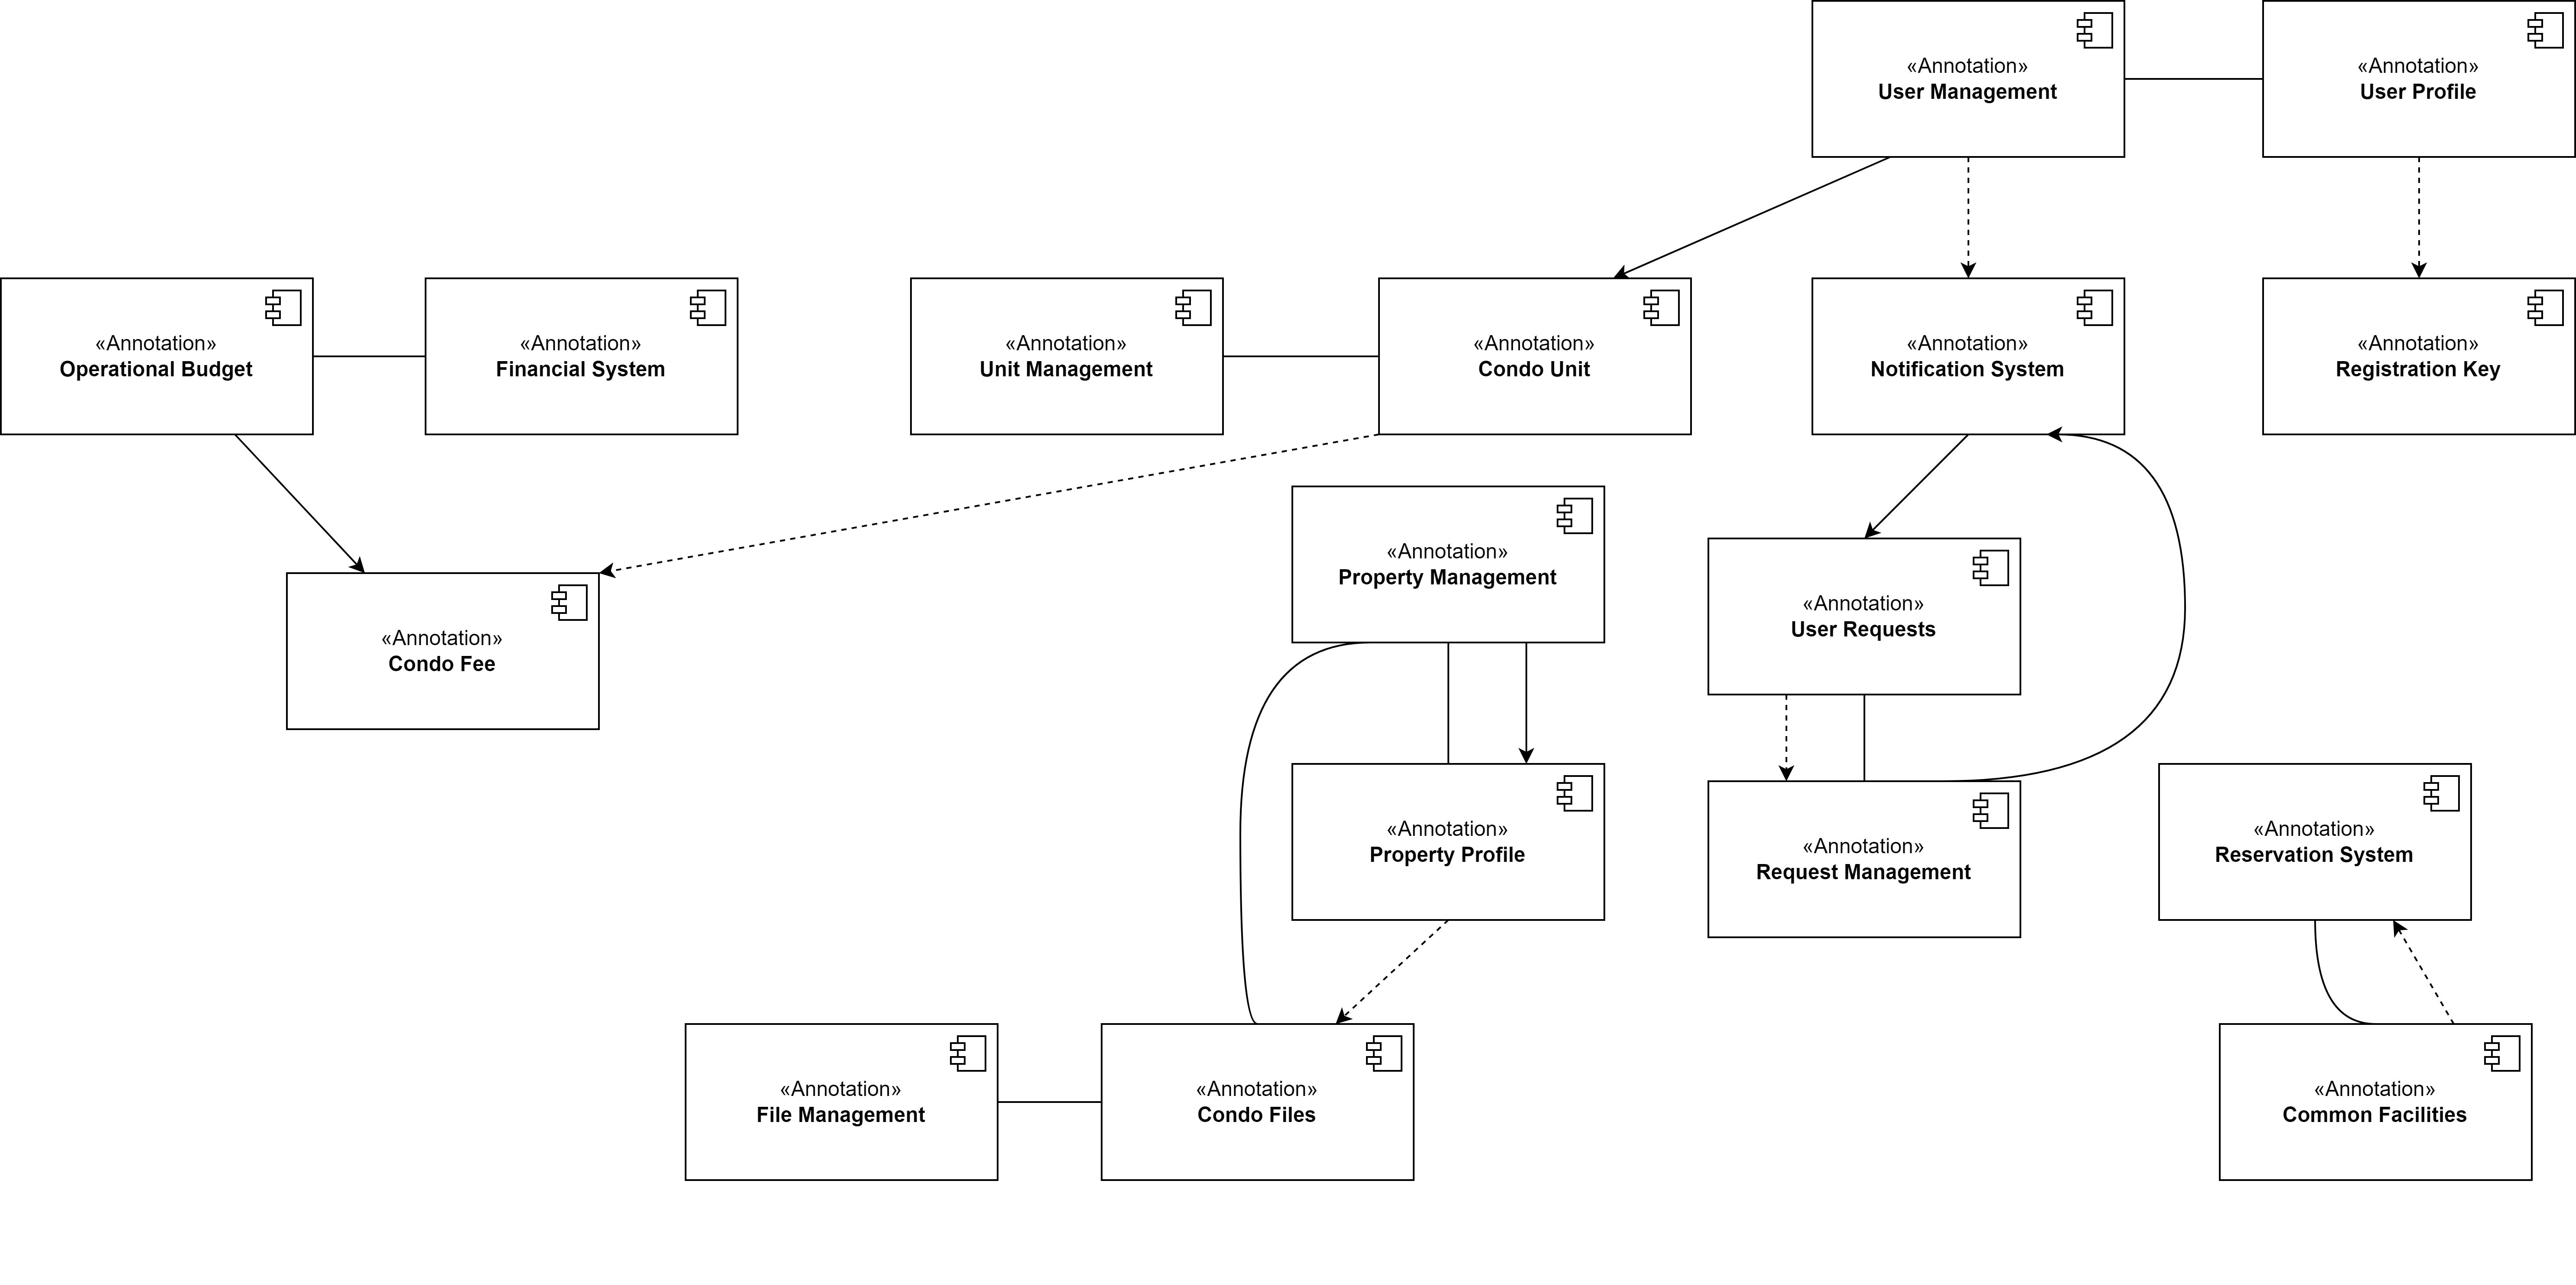 «Annotation»
User Management
«Annotation»
User Profile
«Annotation»
Operational Budget
«Annotation»
Financial System
«Annotation»
Unit Management
«Annotation»
Condo Unit
«Annotation»
Notification System
«Annotation»
Registration Key
«Annotation»
Property Management
«Annotation»
User Requests
«Annotation»
Condo Fee
«Annotation»
Property Profile
«Annotation»
Request Management
«Annotation»
Reservation System
«Annotation»
File Management
«Annotation»
Condo Files
«Annotation»
Common Facilities